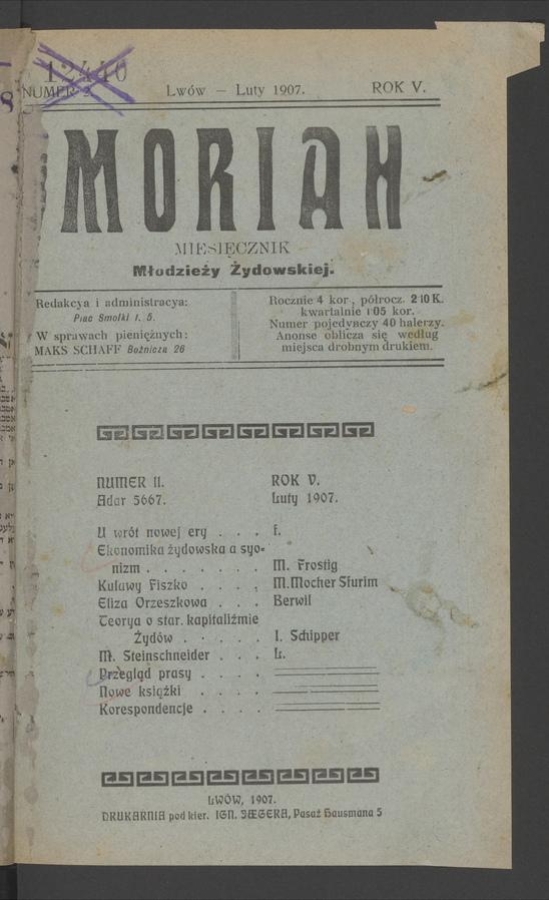 12440
NUMER 2. Lwów — Luty 1907. ROK V.
MORIAH
MIESIĘCZNIK
Młodzieży Żydowskiej.
Redakcya i administracya:
Plac Smolki l. 5.
W sprawach pieniężnych:
MAKS SCHAFF Bożnicza 26
Rocznie 4 kor., półrocz. 2 10 K.
kwartalnie 1 05 kor.
Numer pojedynczy 40 halerzy.
Anonse oblicza się według
miejsca drobnym drukiem.
NUMER II. ROK V.
Adar 5667. Luty 1907.
U wrót nowej ery . . . f.
Ekonomika żydowska a syo-
nizm . . . . . . . M. Frostig
Kulawy Fiszko . . . . M. Mocher Sfurim
Eliza Orzeszkowa . . . Berwil
Teorya o star. kapitaliźmie
Żydów . . . . . I. Schipper
M. Steinschneider . . . L.
Przegląd prasy . . . .
Nowe książki . . . .
Korespondencje . . . .
LWÓW, 1907.
DRUKARNIA pod kier. IGN. JÆGERA, Pasaż Hausmana 5